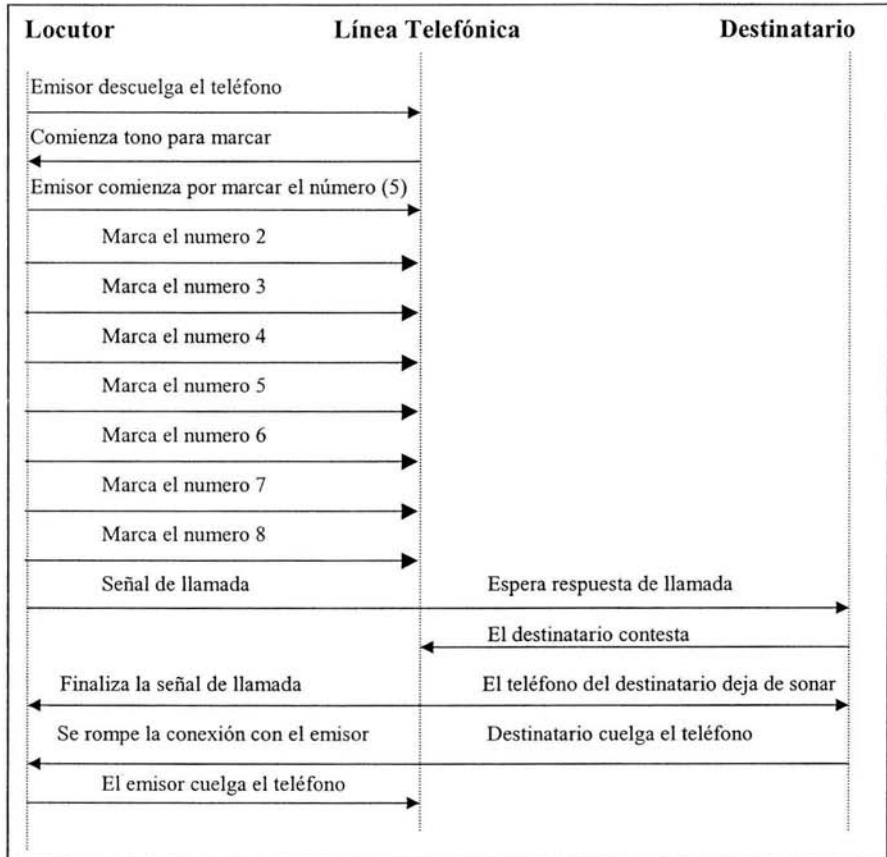 Locutor Línea Telefónica Destinatario
Emisor descuelga el teléfono
Comienza tono para marcar
Emisor comienza por marcar el número (5)
Marca el numero 2
Marca el numero 3
Marca el numero 4
Marca el numero 5
Marca el numero 6
Marca el numero 7
Marca el numero 8
Señal de llamada Espera respuesta de llamada
El destinatario contesta
Finaliza la señal de llamada El teléfono del destinatario deja de sonar
Se rompe la conexión con el emisor Destinatario cuelga el teléfono
El emisor cuelga el teléfono